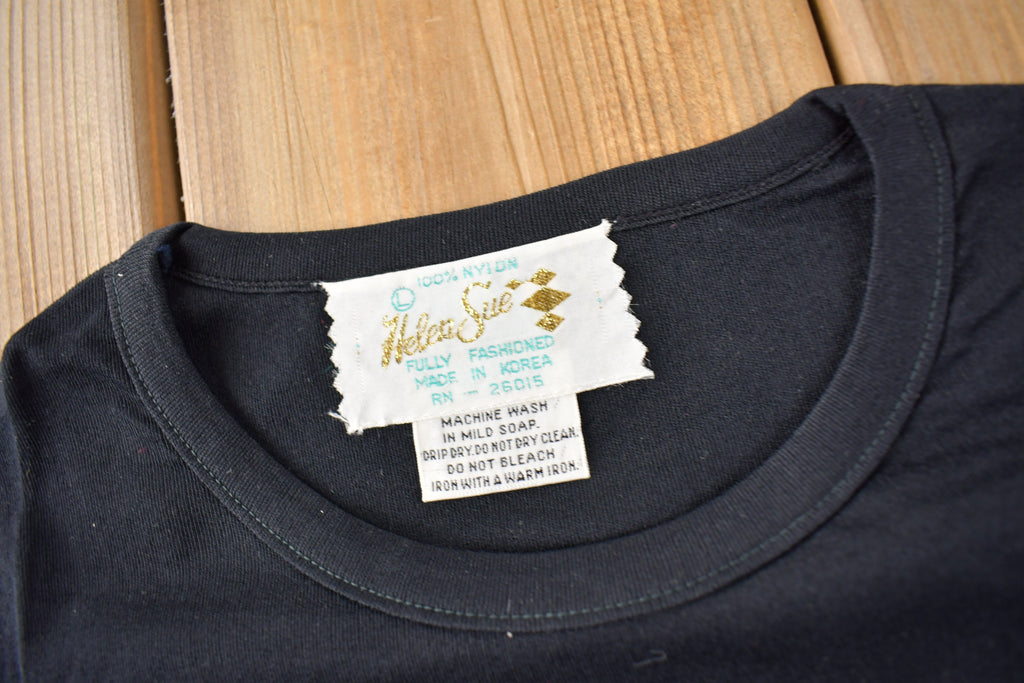 100% NYLON
L
Helen Sue
FULLY FASHIONED
MADE IN KOREA
RN - 26015
MACHINE WASH
IN MILD SOAP.
DRIP DRY. DO NOT DRY CLEAN.
DO NOT BLEACH
IRON WITH A WARM IRON.